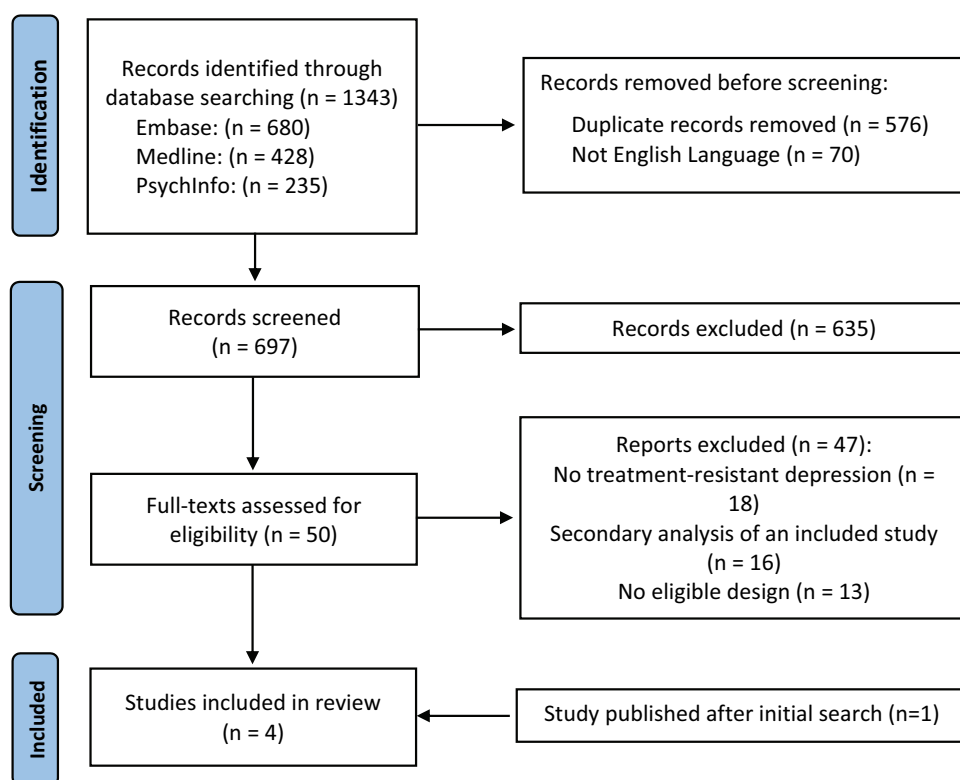 Identification
Records identified through
database searching (n = 1343)
Embase: (n = 680)
Medline: (n = 428)
PsychInfo: (n = 235)
Records removed before screening:
Duplicate records removed (n = 576)
Not English Language (n = 70)
Screening
Records screened
(n = 697)
Records excluded (n = 635)
Full-texts assessed for
eligibility (n = 50)
Reports excluded (n = 47):
No treatment-resistant depression (n =
18)
Secondary analysis of an included study
(n = 16)
No eligible design (n = 13)
Included
Studies included in review
(n = 4)
Study published after initial search (n=1)